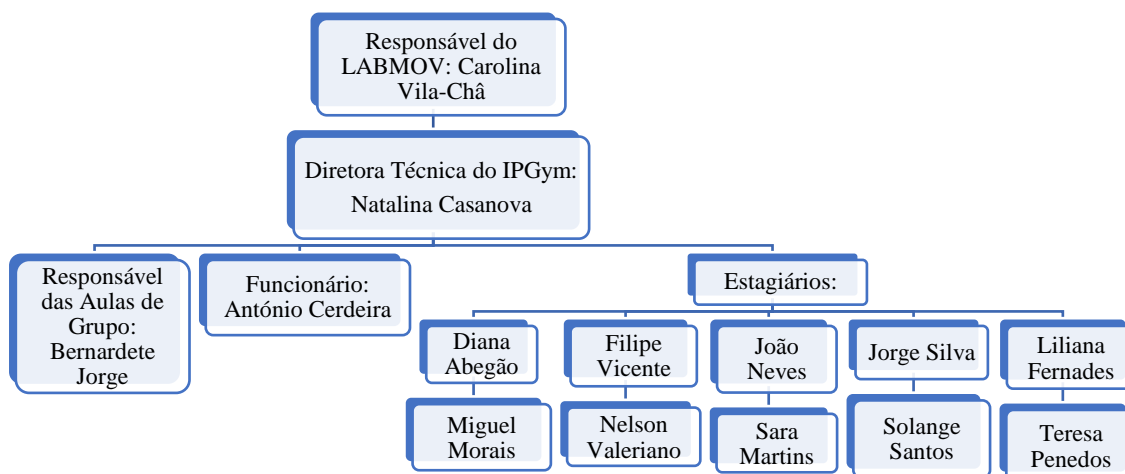 Responsável do
LABMOV: Carolina
Vila-Châ
Diretora Técnica do IPGym:
Natalina Casanova
Responsável
das Aulas de
Grupo:
Bernardete
Jorge
Funcionário:
António Cerdeira
Estagiários:
Diana
Abegão
Filipe
Vicente
João
Neves
Jorge Silva
Liliana
Fernades
Miguel
Morais
Nelson
Valeriano
Sara
Martins
Solange
Santos
Teresa
Penedos